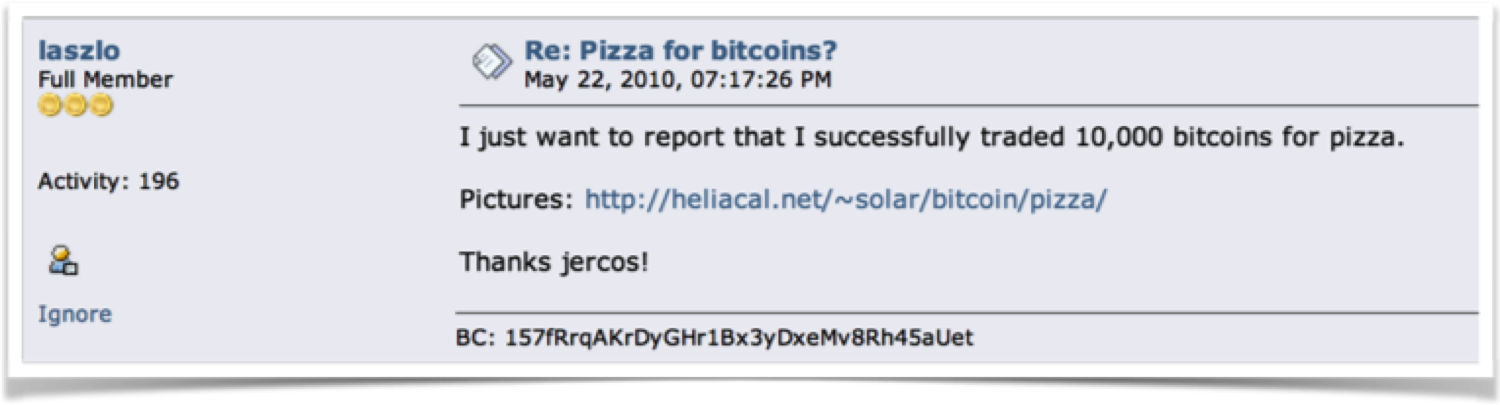 laszlo
Full Member
Activity: 196
Ignore
Re: Pizza for bitcoins?
May 22, 2010, 07:17:26 PM
I just want to report that I successfully traded 10,000 bitcoins for pizza.
Pictures: http://heliacal.net/~solar/bitcoin/pizza/
Thanks jercos!
BC: 157fRrqAKrDyGHr1Bx3yDxeMv8Rh45aUet